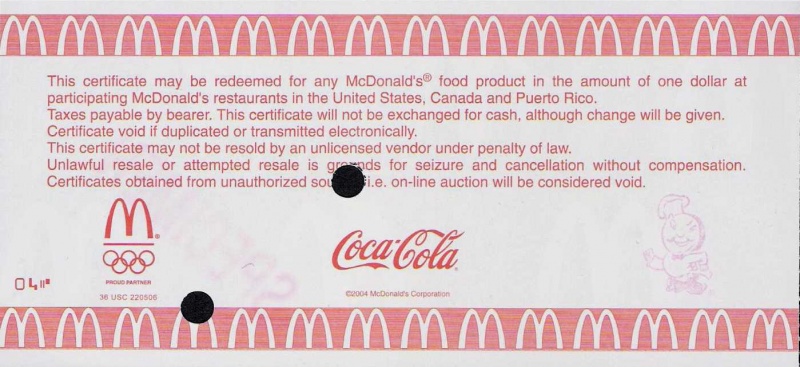 This certificate may be redeemed for any McDonald's® food product in the amount of one dollar at
participating McDonald's restaurants in the United States, Canada and Puerto Rico.
Taxes payable by bearer. This certificate will not be exchanged for cash, although change will be given.
Certificate void if duplicated or transmitted electronically.
This certificate may not be resold by an unlicensed vendor under penalty of law.
Unlawful resale or attempted resale is grounds for seizure and cancellation without compensation.
Certificates obtained from unauthorized i.e. on-line auction will be considered void.
Coca-Cola
PROUD PARTNER
36 USC 220506
©2004 McDonald's Corporation